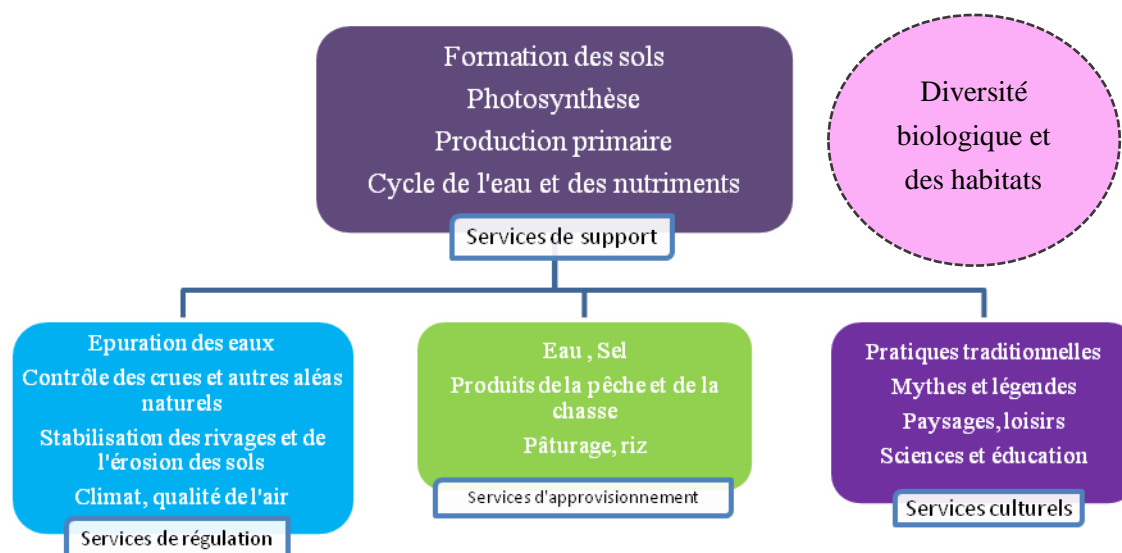 Formation des sols
Photosynthèse
Production primaire
Cycle de l'eau et des nutriments
Services de support
Diversité
biologique et
des habitats
Epuration des eaux
Contrôle des crues et autres aléas
naturels
Stabilisation des rivages et de
l'érosion des sols
Climat, qualité de l'air
Services de régulation
Eau , Sel
Produits de la pêche et de la
chasse
Pâturage, riz
Services d'approvisionnement
Pratiques traditionnelles
Mythes et légendes
Paysages, loisirs
Sciences et éducation
Services culturels